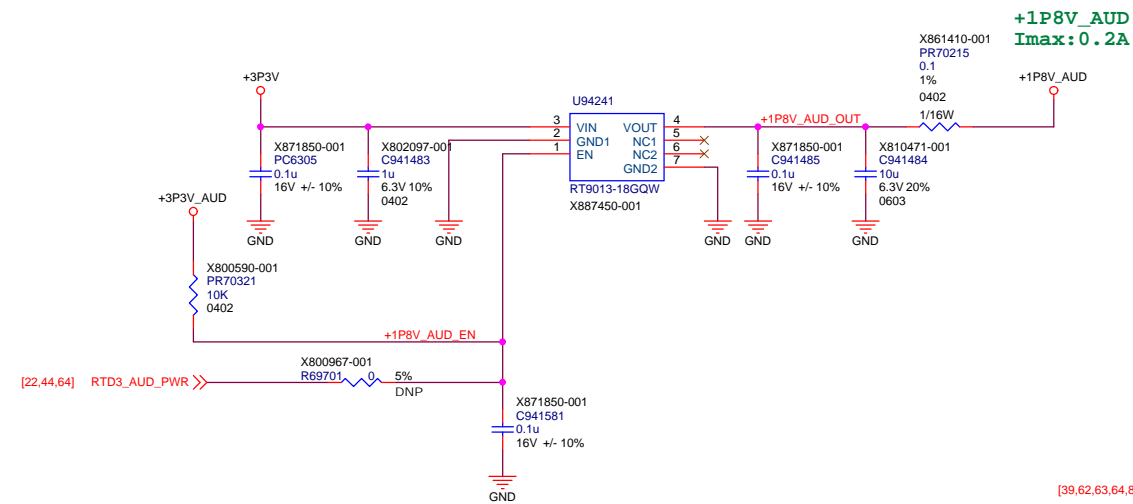 +1P8V_AUD
Imax:0.2A
X861410-001
PR70215
0.1
1%
0402
1/16W
+1P8V_AUD
+3P3V
U94241
3 VIN VOUT 4
2 GND1 NC1 5
1 EN NC2 6
GND2 7
RT9013-18GQW
X887450-001
+1P8V_AUD_OUT
X871850-001
PC6305
0.1u
16V +/- 10%
GND
X802097-001
C941483
1u
6.3V 10%
0402
GND
GND
GND
X871850-001
C941485
0.1u
16V +/- 10%
GND
X810471-001
C941484
10u
6.3V 20%
0603
GND
+3P3V_AUD
X800590-001
PR70321
10K
0402
+1P8V_AUD_EN
[22,44,64] RTD3_AUD_PWR
X800967-001
R69701 0 5%
DNP
X871850-001
C941581
0.1u
16V +/- 10%
GND